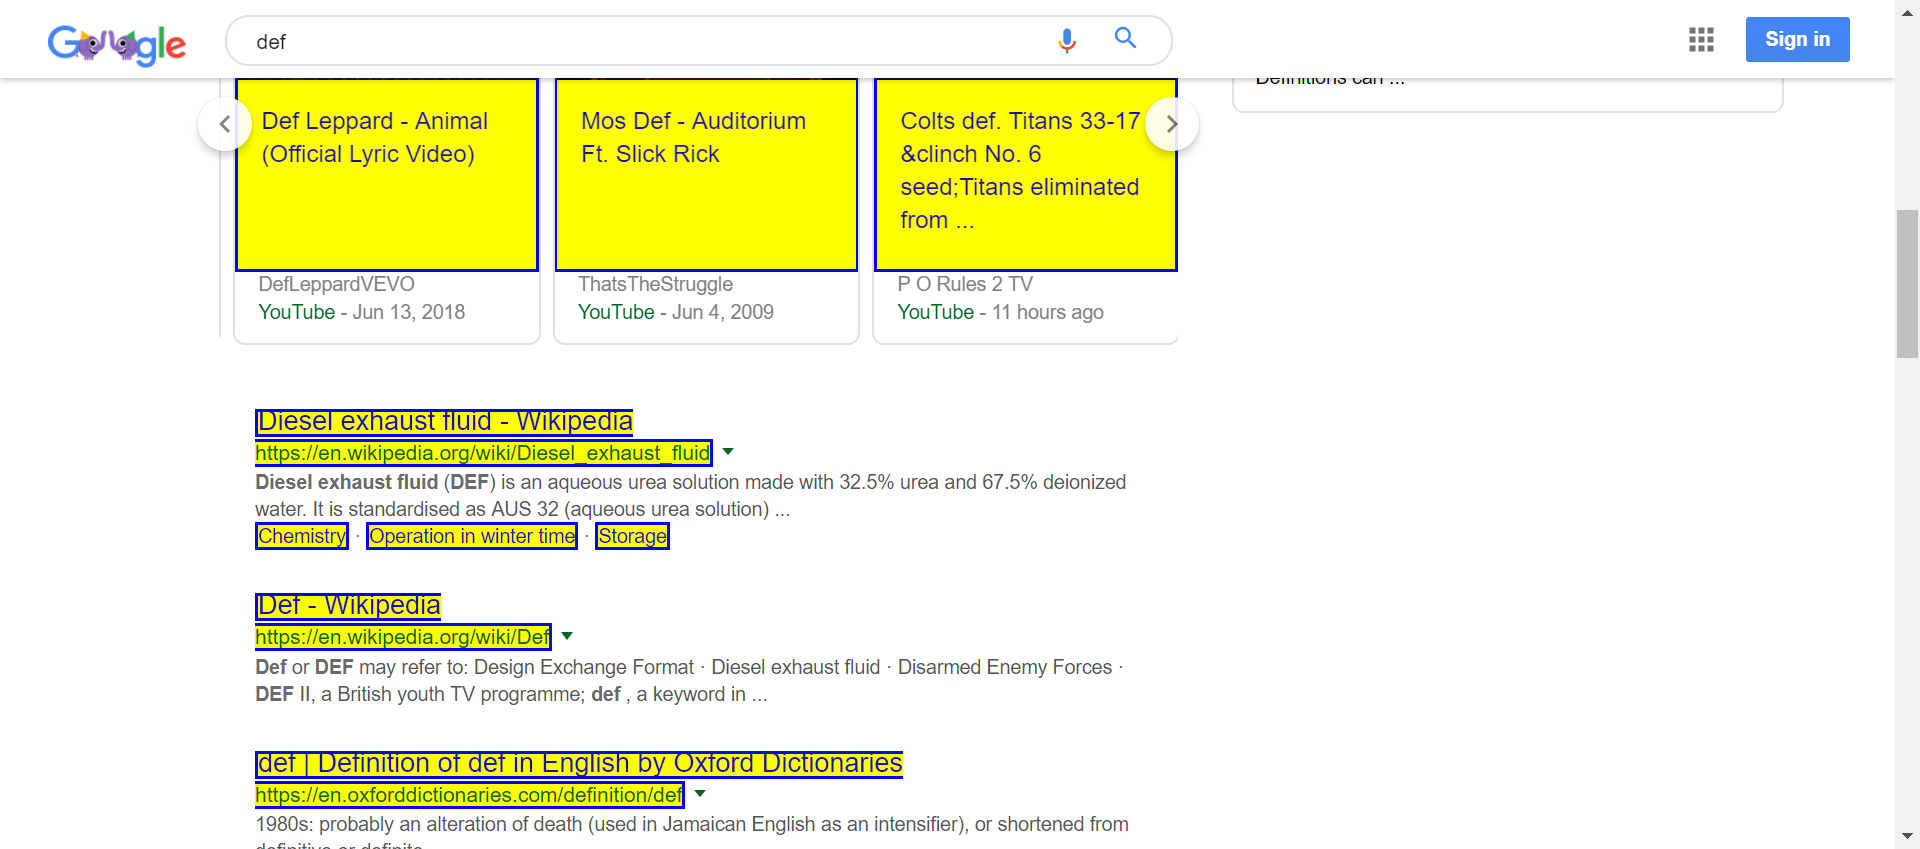 Google
def
Sign in
Definitions can ...
Def Leppard - Animal
(Official Lyric Video)
DefLeppardVEVO
YouTube - Jun 13, 2018
Mos Def - Auditorium
Ft. Slick Rick
ThatsTheStruggle
YouTube - Jun 4, 2009
Colts def. Titans 33-17
&clinch No. 6
seed;Titans eliminated
from ...
P O Rules 2 TV
YouTube - 11 hours ago
Diesel exhaust fluid - Wikipedia
https://en.wikipedia.org/wiki/Diesel_exhaust_fluid
Diesel exhaust fluid (DEF) is an aqueous urea solution made with 32.5% urea and 67.5% deionized
water. It is standardised as AUS 32 (aqueous urea solution) ...
Chemistry · Operation in winter time · Storage
Def - Wikipedia
https://en.wikipedia.org/wiki/Def
Def or DEF may refer to: Design Exchange Format · Diesel exhaust fluid · Disarmed Enemy Forces ·
DEF II, a British youth TV programme; def , a keyword in ...
def | Definition of def in English by Oxford Dictionaries
https://en.oxforddictionaries.com/definition/def
1980s: probably an alteration of death (used in Jamaican English as an intensifier), or shortened from
definitive or definite